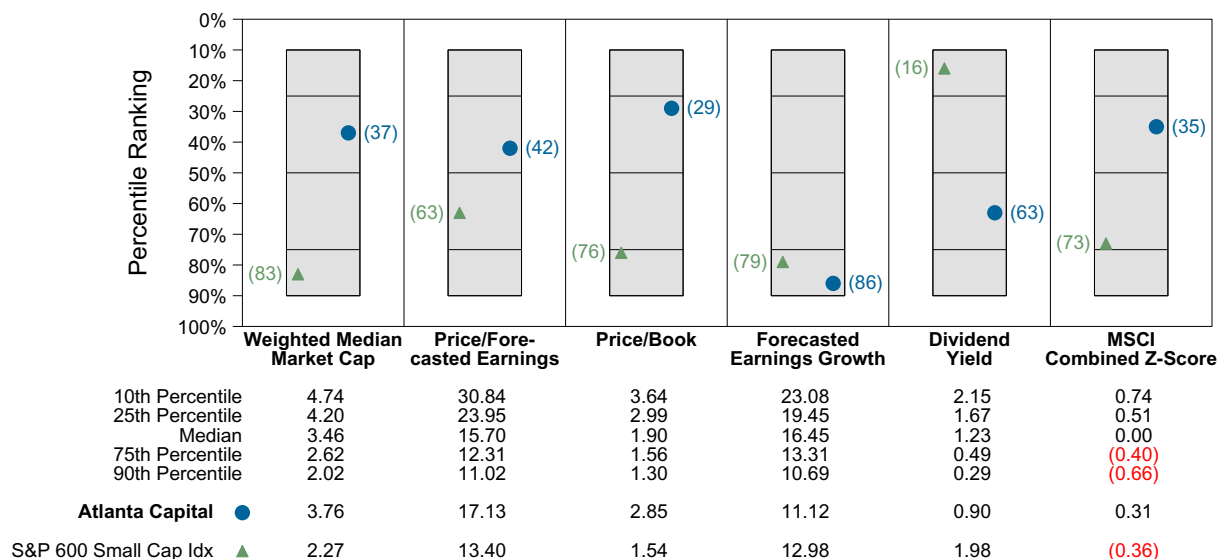 0%
10%
20%
30%
40%
50%
60%
70%
80%
90%
100%
Percentile Ranking
(83) (37)
(63) (42)
(76) (29)
(79) (86)
(16) (63)
(73) (35)
Weighted Median Market Cap
Price/Fore-casted Earnings
Price/Book
Forecasted Earnings Growth
Dividend Yield
MSCI Combined Z-Score
10th Percentile 4.74 30.84 3.64 23.08 2.15 0.74
25th Percentile 4.20 23.95 2.99 19.45 1.67 0.51
Median 3.46 15.70 1.90 16.45 1.23 0.00
75th Percentile 2.62 12.31 1.56 13.31 0.49 (0.40)
90th Percentile 2.02 11.02 1.30 10.69 0.29 (0.66)
Atlanta Capital 3.76 17.13 2.85 11.12 0.90 0.31
S&P 600 Small Cap Idx 2.27 13.40 1.54 12.98 1.98 (0.36)